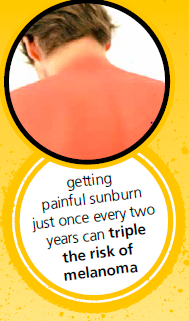 getting
painful sunburn
just once every two
years can triple
the risk of
melanoma